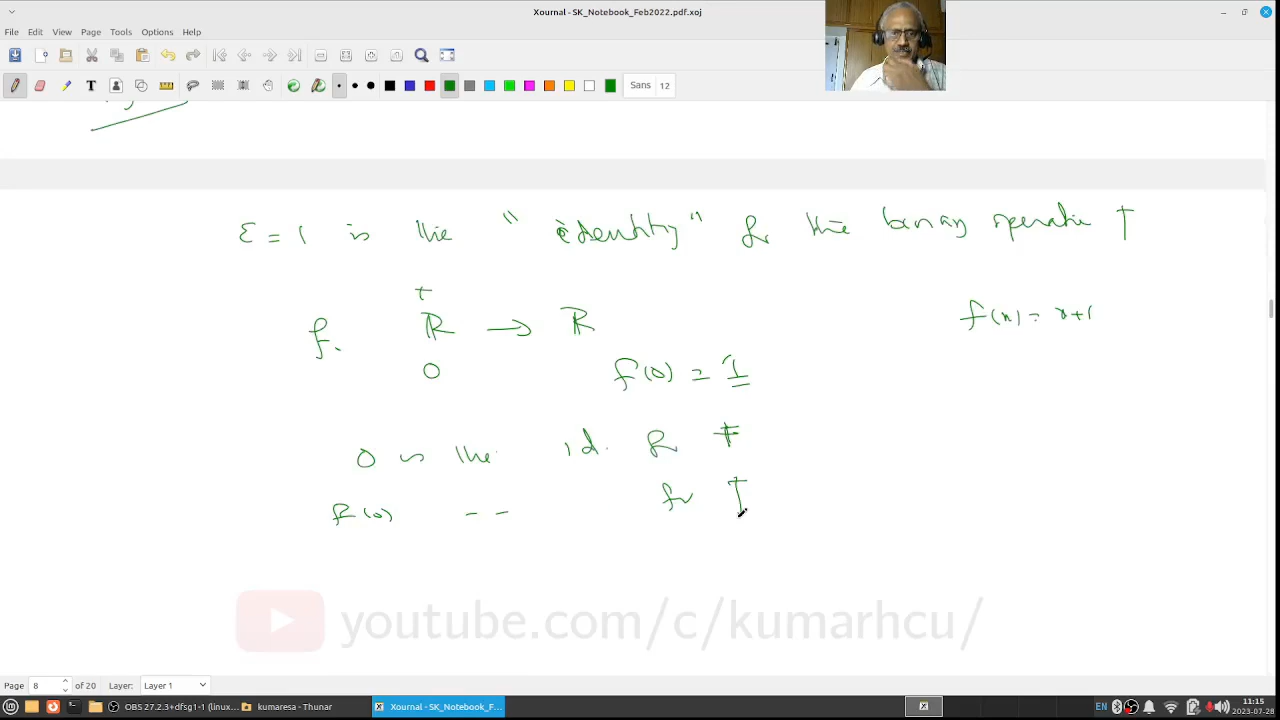 Xournal - SK_Notebook_Feb2022.pdf.xoj
File Edit View Page Tools Options Help
Sans 12
ε = 1 is the "identity" for the binary operation T
f: R → R
+
f(x) = x+1
0 f(0) = 1
0 is the id. for +
f(0) -- for T
youtube.com/c/kumarhcu/
Page 8 of 20 Layer: Layer 1
OBS 27.2.3+dfsg1-1 (linux... kumaresa - Thunar Xournal - SK_Notebook_F... EN 11:15
2023-07-28